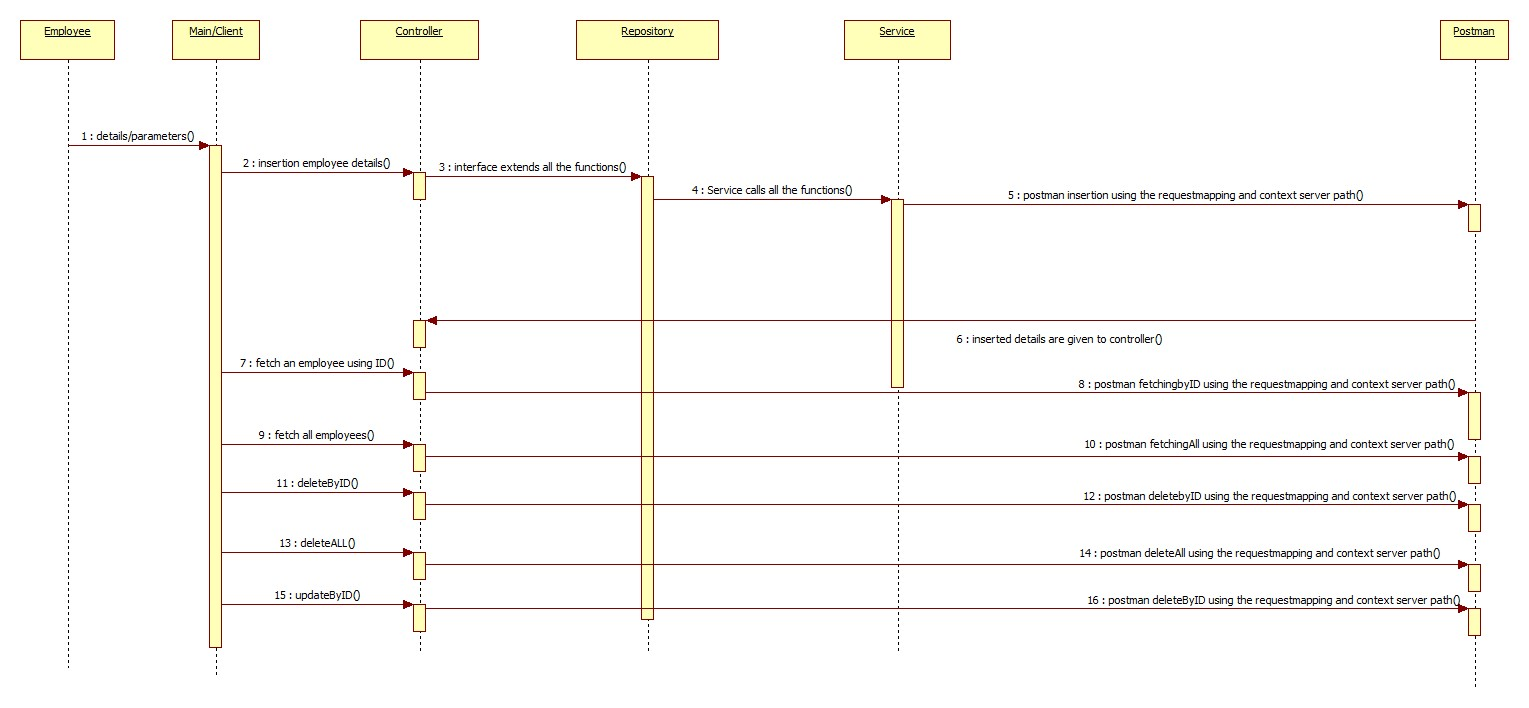 Employee
Main/Client
Controller
Repository
Service
Postman
1 : details/parameters()
2 : insertion employee details()
3 : interface extends all the functions()
4 : Service calls all the functions()
5 : postman insertion using the requestmapping and context server path()
6 : inserted details are given to controller()
7 : fetch an employee using ID()
8 : postman fetchingbyID using the requestmapping and context server path()
9 : fetch all employees()
10 : postman fetchingAll using the requestmapping and context server path()
11 : deleteByID()
12 : postman deletebyID using the requestmapping and context server path()
13 : deleteALL()
14 : postman deleteAll using the requestmapping and context server path()
15 : updateByID()
16 : postman deleteByID using the requestmapping and context server path()